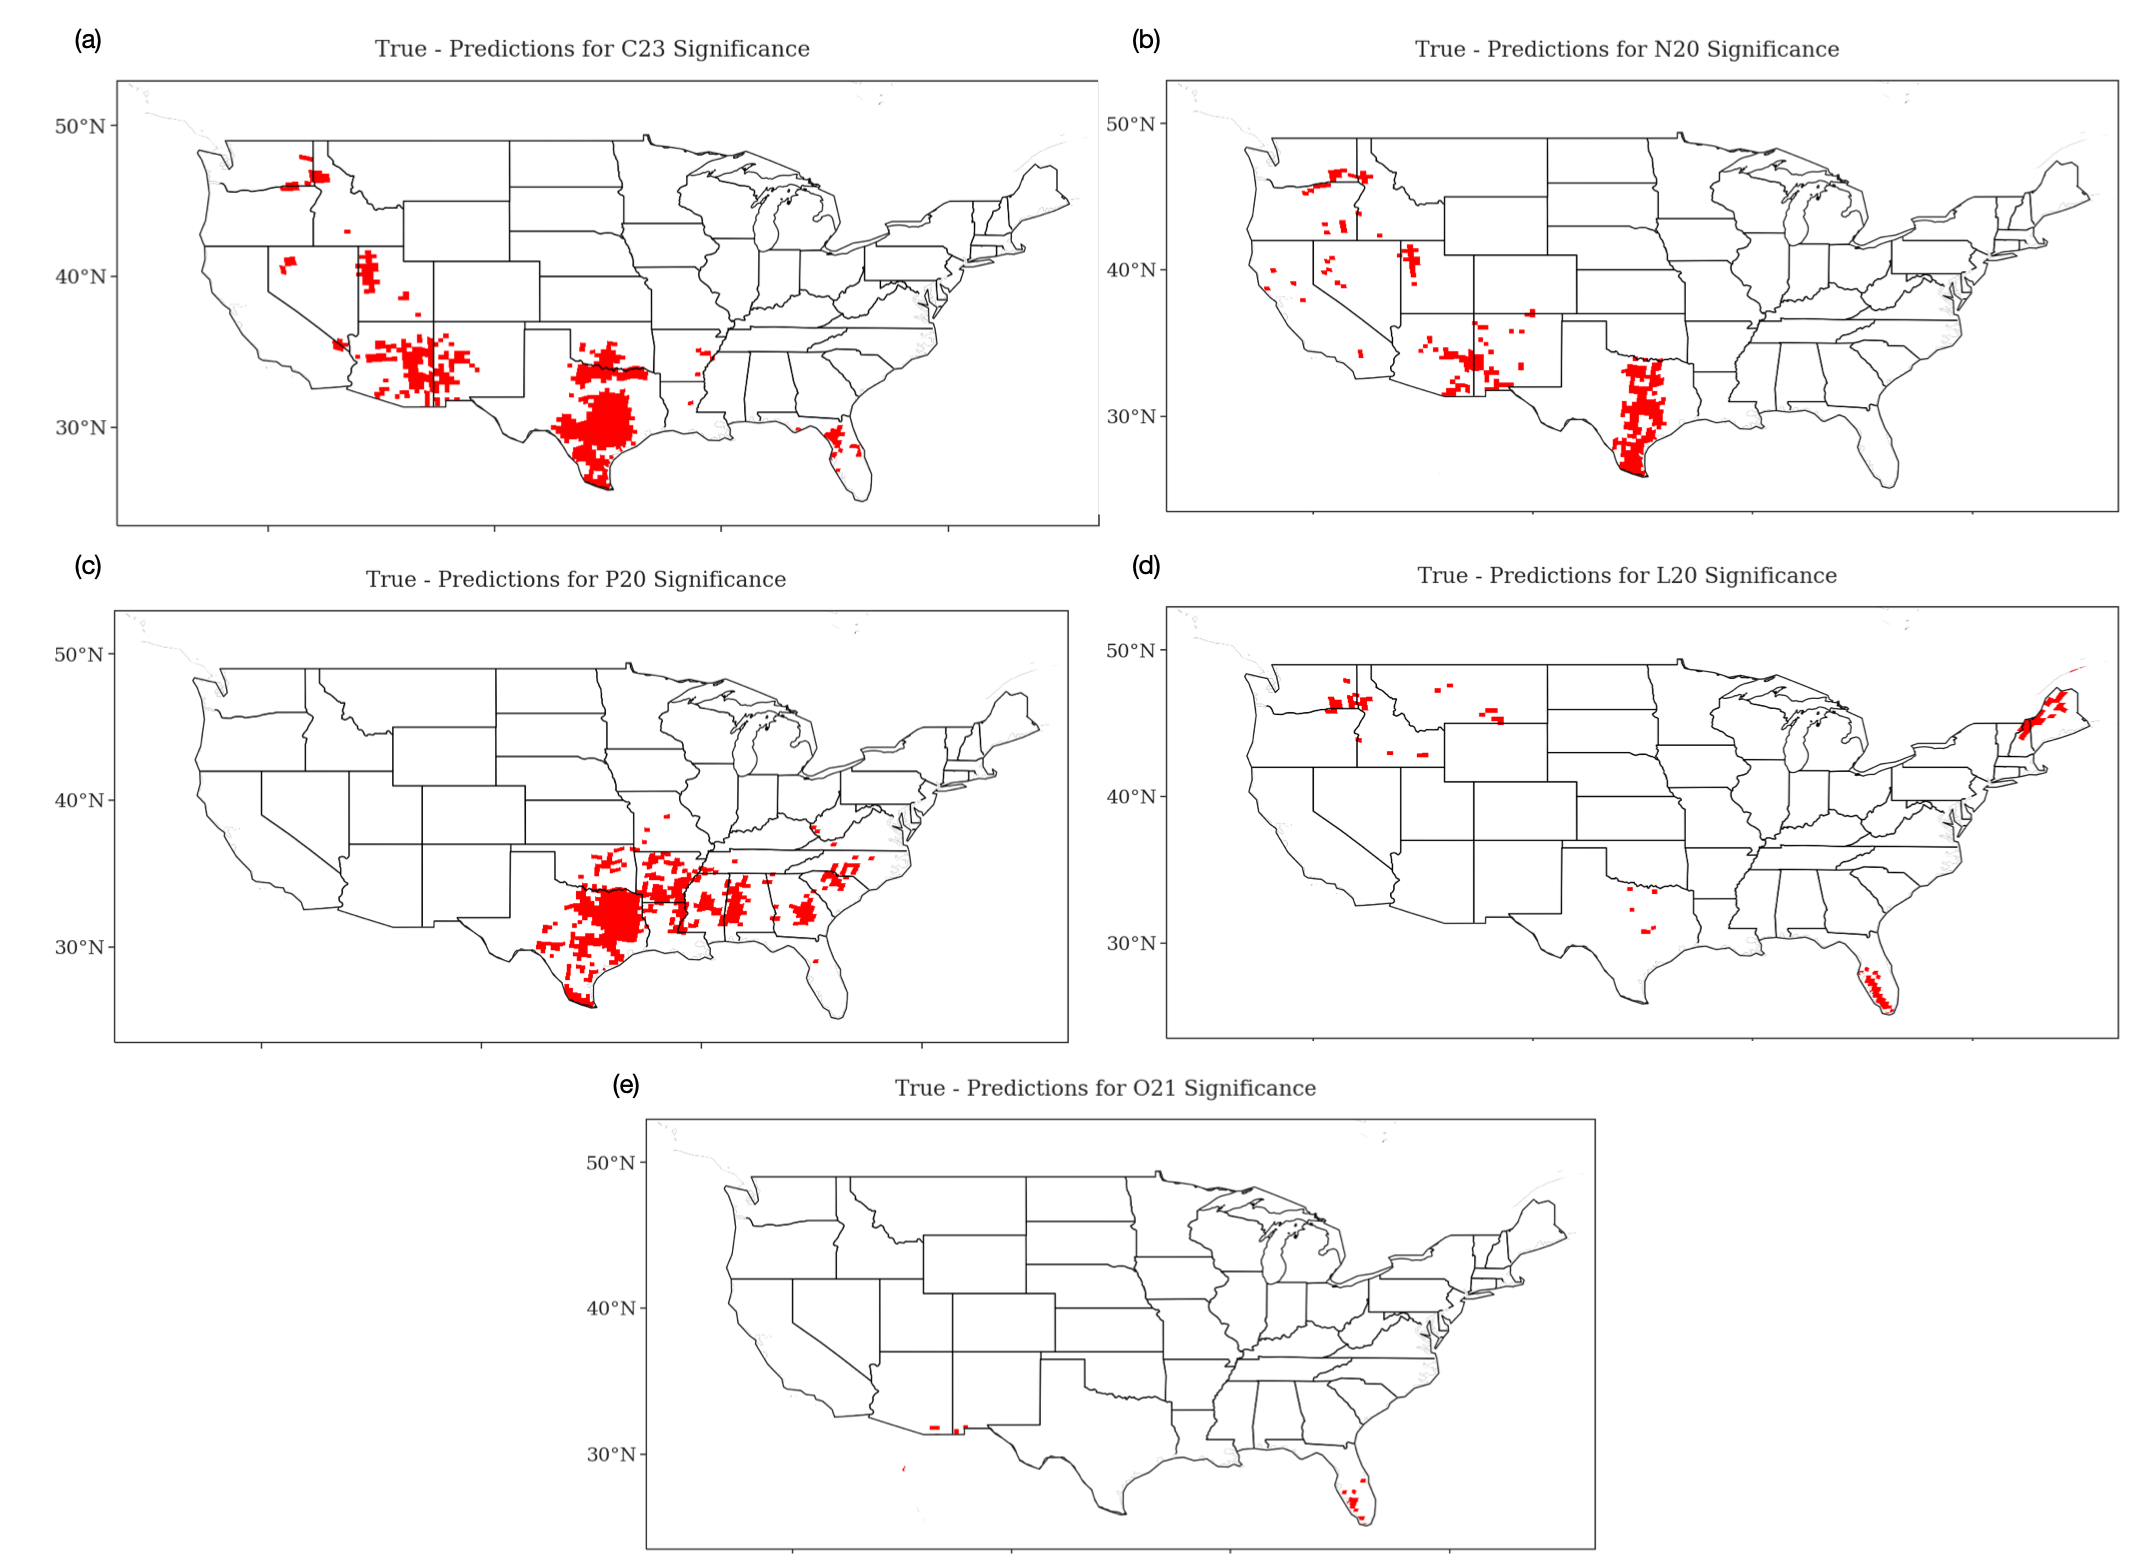 (a)
True - Predictions for C23 Significance
50°N
40°N
30°N
(b)
True - Predictions for N20 Significance
50°N
40°N
30°N
(c)
True - Predictions for P20 Significance
50°N
40°N
30°N
(d)
True - Predictions for L20 Significance
50°N
40°N
30°N
(e)
True - Predictions for O21 Significance
50°N
40°N
30°N